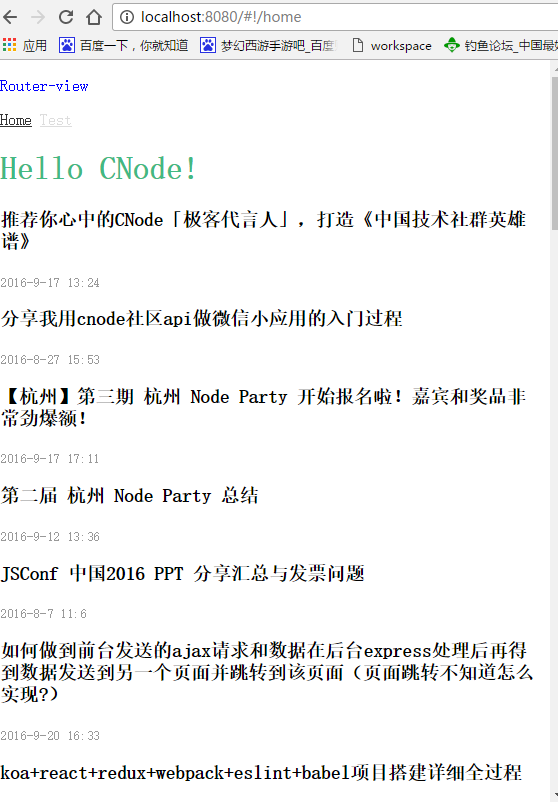 localhost:8080/#!/home
应用 百度一下，你就知道 梦幻西游手游吧_百度 workspace 钓鱼论坛_中国最
Router-view
Home Test
Hello CNode!
推荐你心中的CNode「极客代言人」，打造《中国技术社群英雄
谱》
2016-9-17 13:24
分享我用cnode社区api做微信小应用的入门过程
2016-8-27 15:53
【杭州】第三期 杭州 Node Party 开始报名啦！嘉宾和奖品非
常劲爆额！
2016-9-17 17:11
第二届 杭州 Node Party 总结
2016-9-12 13:36
JSConf 中国2016 PPT 分享汇总与发票问题
2016-8-7 11:6
如何做到前台发送的ajax请求和数据在后台express处理后再得
到数据发送到另一个页面并跳转到该页面（页面跳转不知道怎么
实现?）
2016-9-20 16:33
koa+react+redux+webpack+eslint+babel项目搭建详细全过程